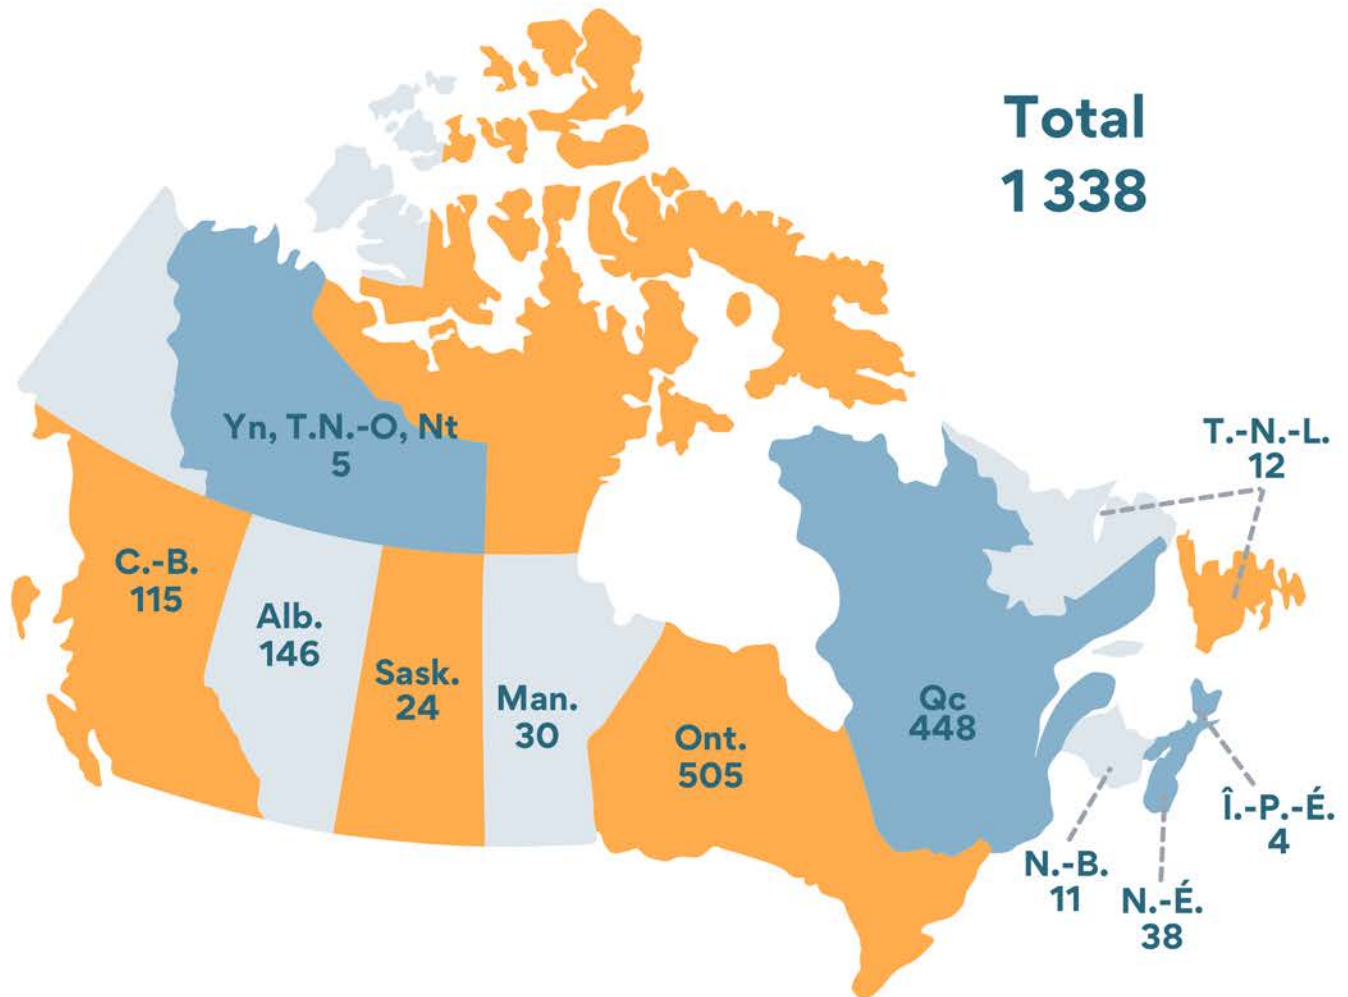 Total
1 338
Yn, T.N.-O, Nt
5
T.-N.-L.
12
C.-B.
115
Alb.
146
Sask.
24
Man.
30
Ont.
505
Qc
448
Î.-P.-É.
4
N.-B.
11
N.-É.
38